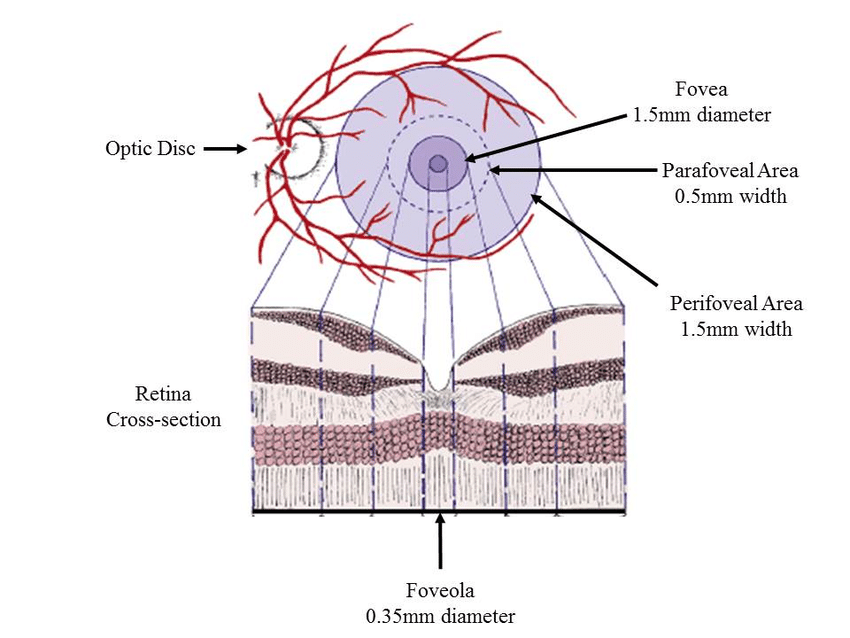 Fovea
1.5mm diameter
Optic Disc
Parafoveal Area
0.5mm width
Perifoveal Area
1.5mm width
Retina
Cross-section
Foveola
0.35mm diameter